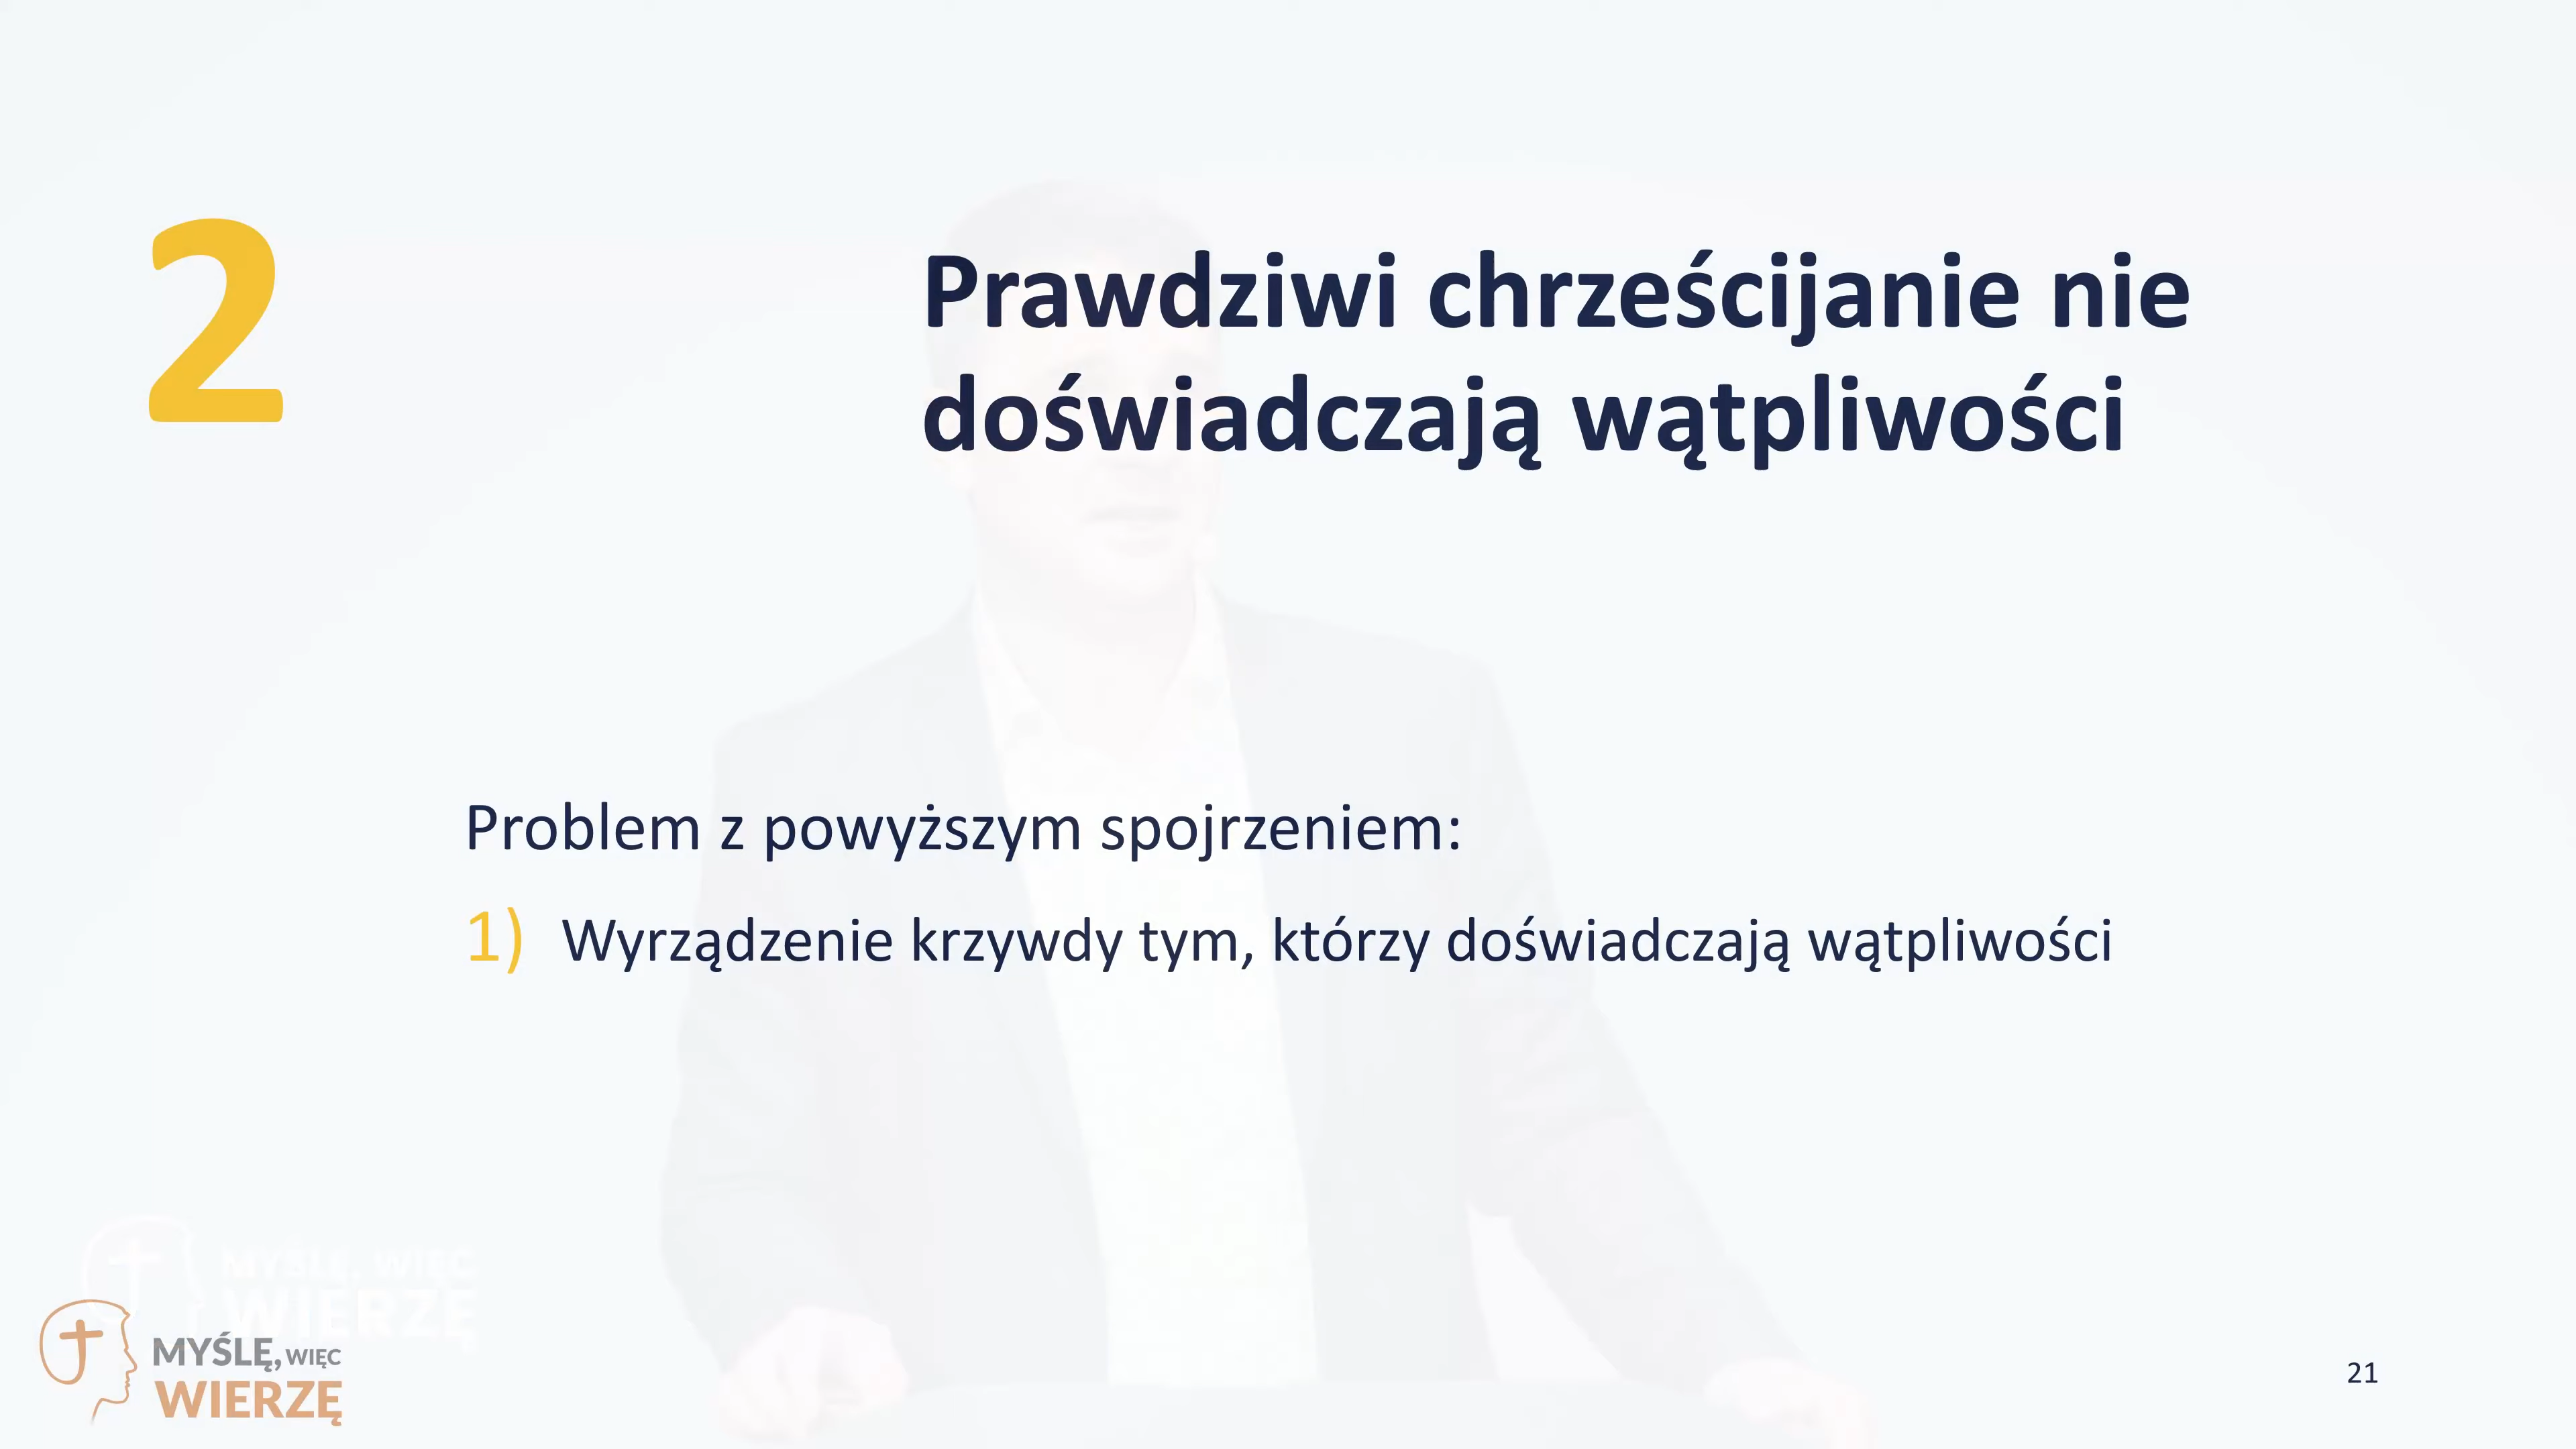 2
Prawdziwi chrześcijanie nie
doświadczają wątpliwości
Problem z powyższym spojrzeniem:
1) Wyrządzenie krzywdy tym, którzy doświadczają wątpliwości
MYŚLĘ, WIĘC
WIERZĘ
MYŚLĘ, WIĘC
WIERZĘ
21